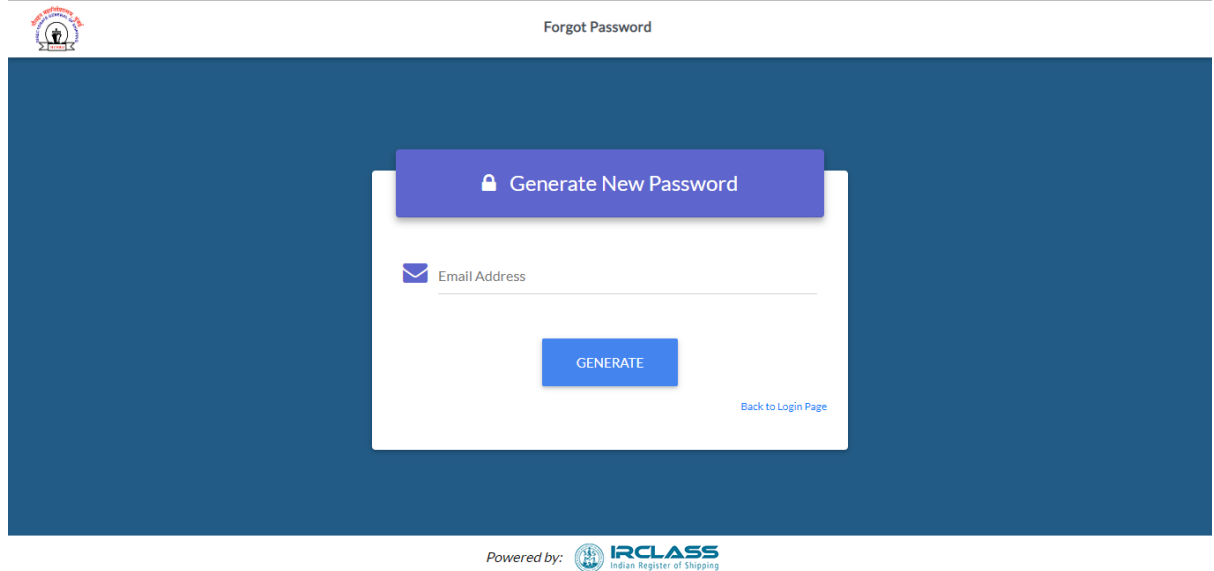 Forgot Password
Generate New Password
Email Address
GENERATE
Back to Login Page
Powered by:
IRCLASS
Indian Register of Shipping